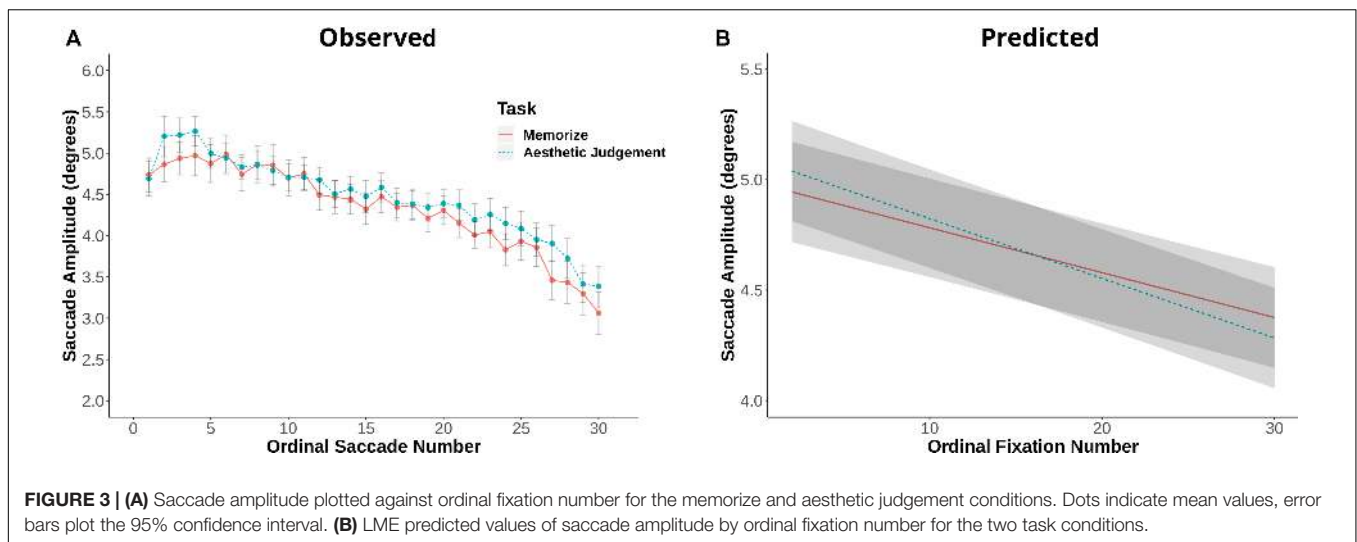 A
Observed
Saccade Amplitude (degrees)
6.0
5.5
5.0
4.5
4.0
3.5
3.0
2.5
2.0
0 5 10 15 20 25 30
Ordinal Saccade Number
Task
Memorize
Aesthetic Judgement
B
Predicted
Saccade Amplitude (degrees)
5.5
5.0
4.5
4.0
10 20 30
Ordinal Fixation Number
FIGURE 3 | (A) Saccade amplitude plotted against ordinal fixation number for the memorize and aesthetic judgement conditions. Dots indicate mean values, error
bars plot the 95% confidence interval. (B) LME predicted values of saccade amplitude by ordinal fixation number for the two task conditions.